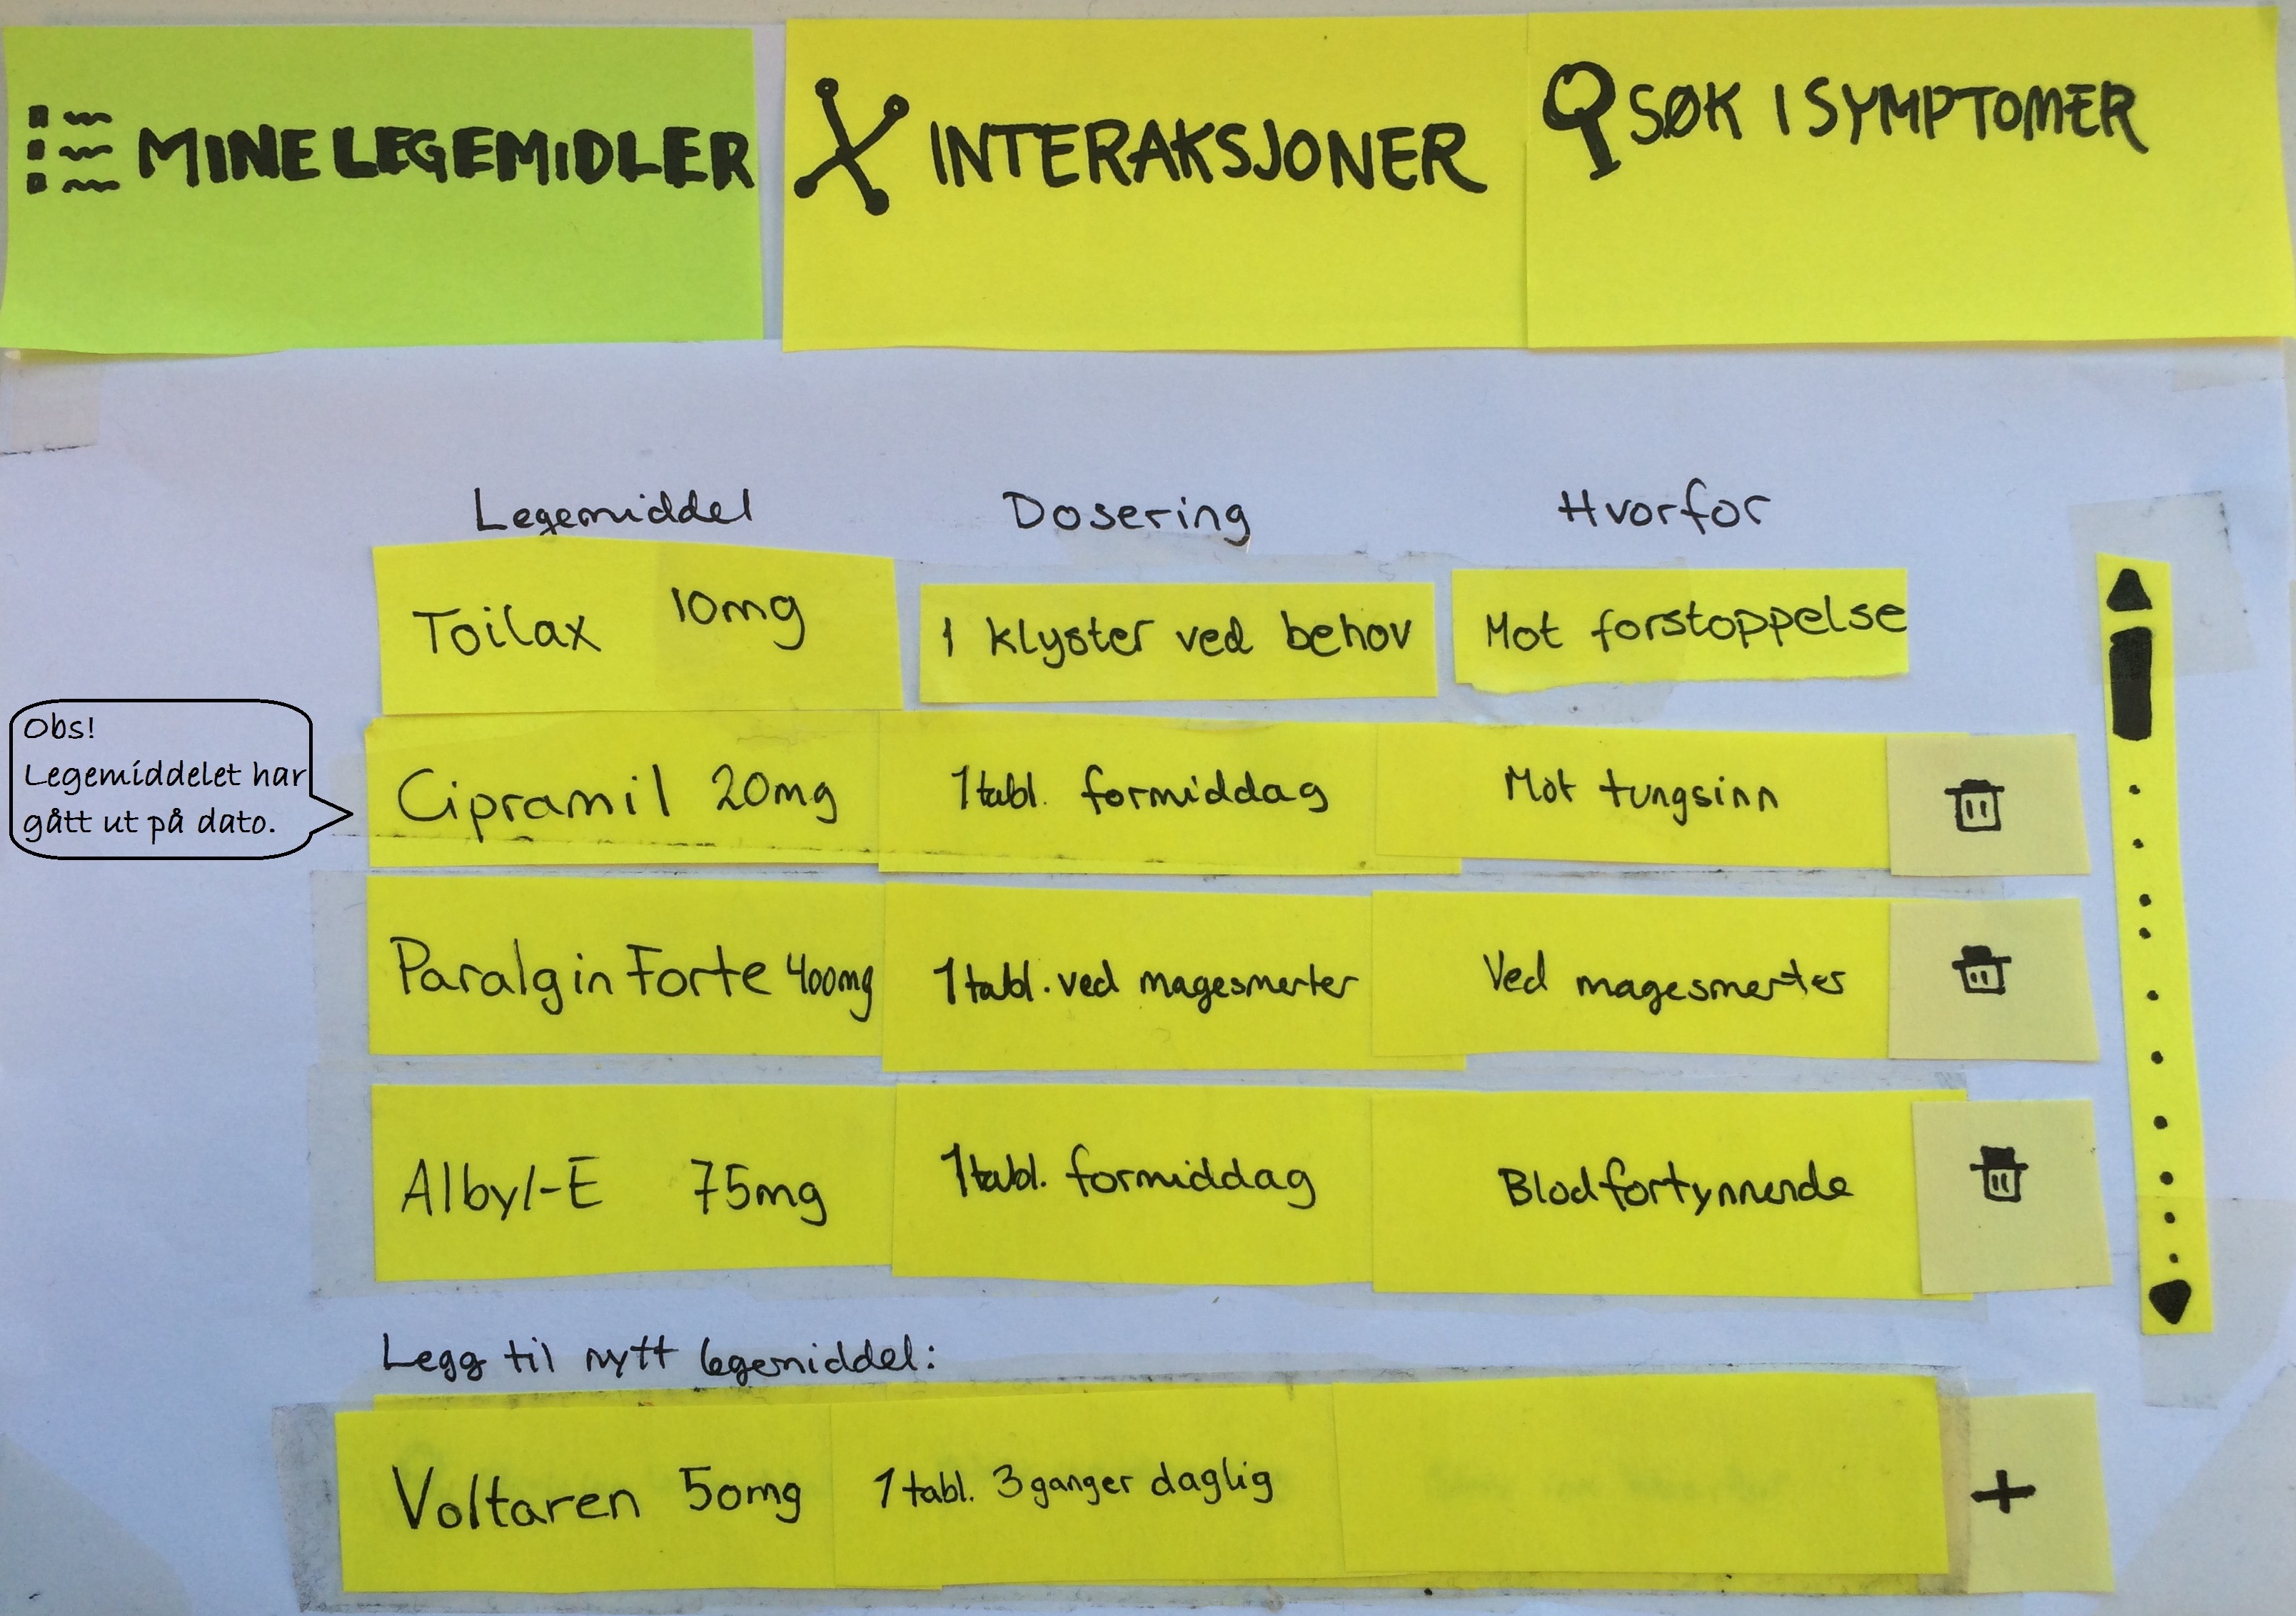 MINE LEGEMIDLER
INTERAKSJONER
SØK I SYMPTOMER
Legemiddel Dosering Hvorfor
Toilax 10mg 1 klyster ved behov Mot forstoppelse
Obs!
Legemiddelet har
gått ut på dato.
Cipramil 20mg 1 tabl. formiddag Mot tungsinn
Paralgin Forte 400mg 1 tabl. ved magesmerter Ved magesmerter
Albyl-E 75mg 1 tabl. formiddag Blodfortynnende
Legg til nytt legemiddel:
Voltaren 50mg 1 tabl. 3 ganger daglig +